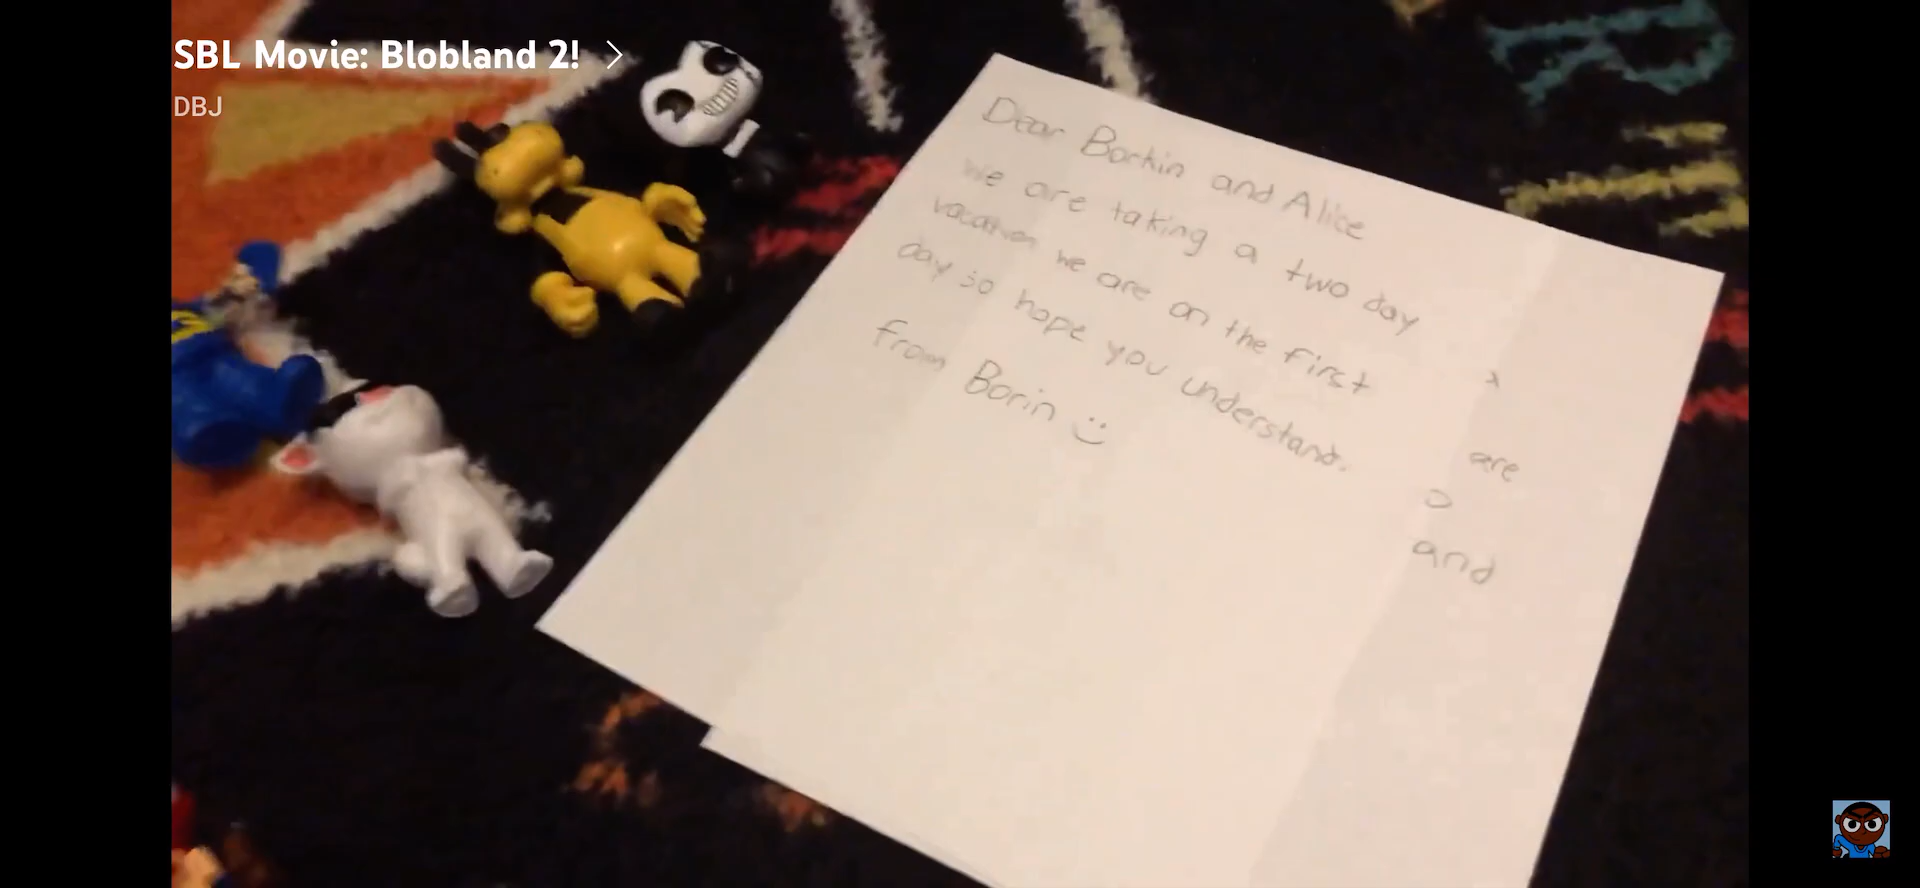 SBL Movie: Blobland 2!
DBJ
Dear Borkin and Alice
We are taking a two day
vacation we are on the first
day so hope you understand.
from Borin
are
and